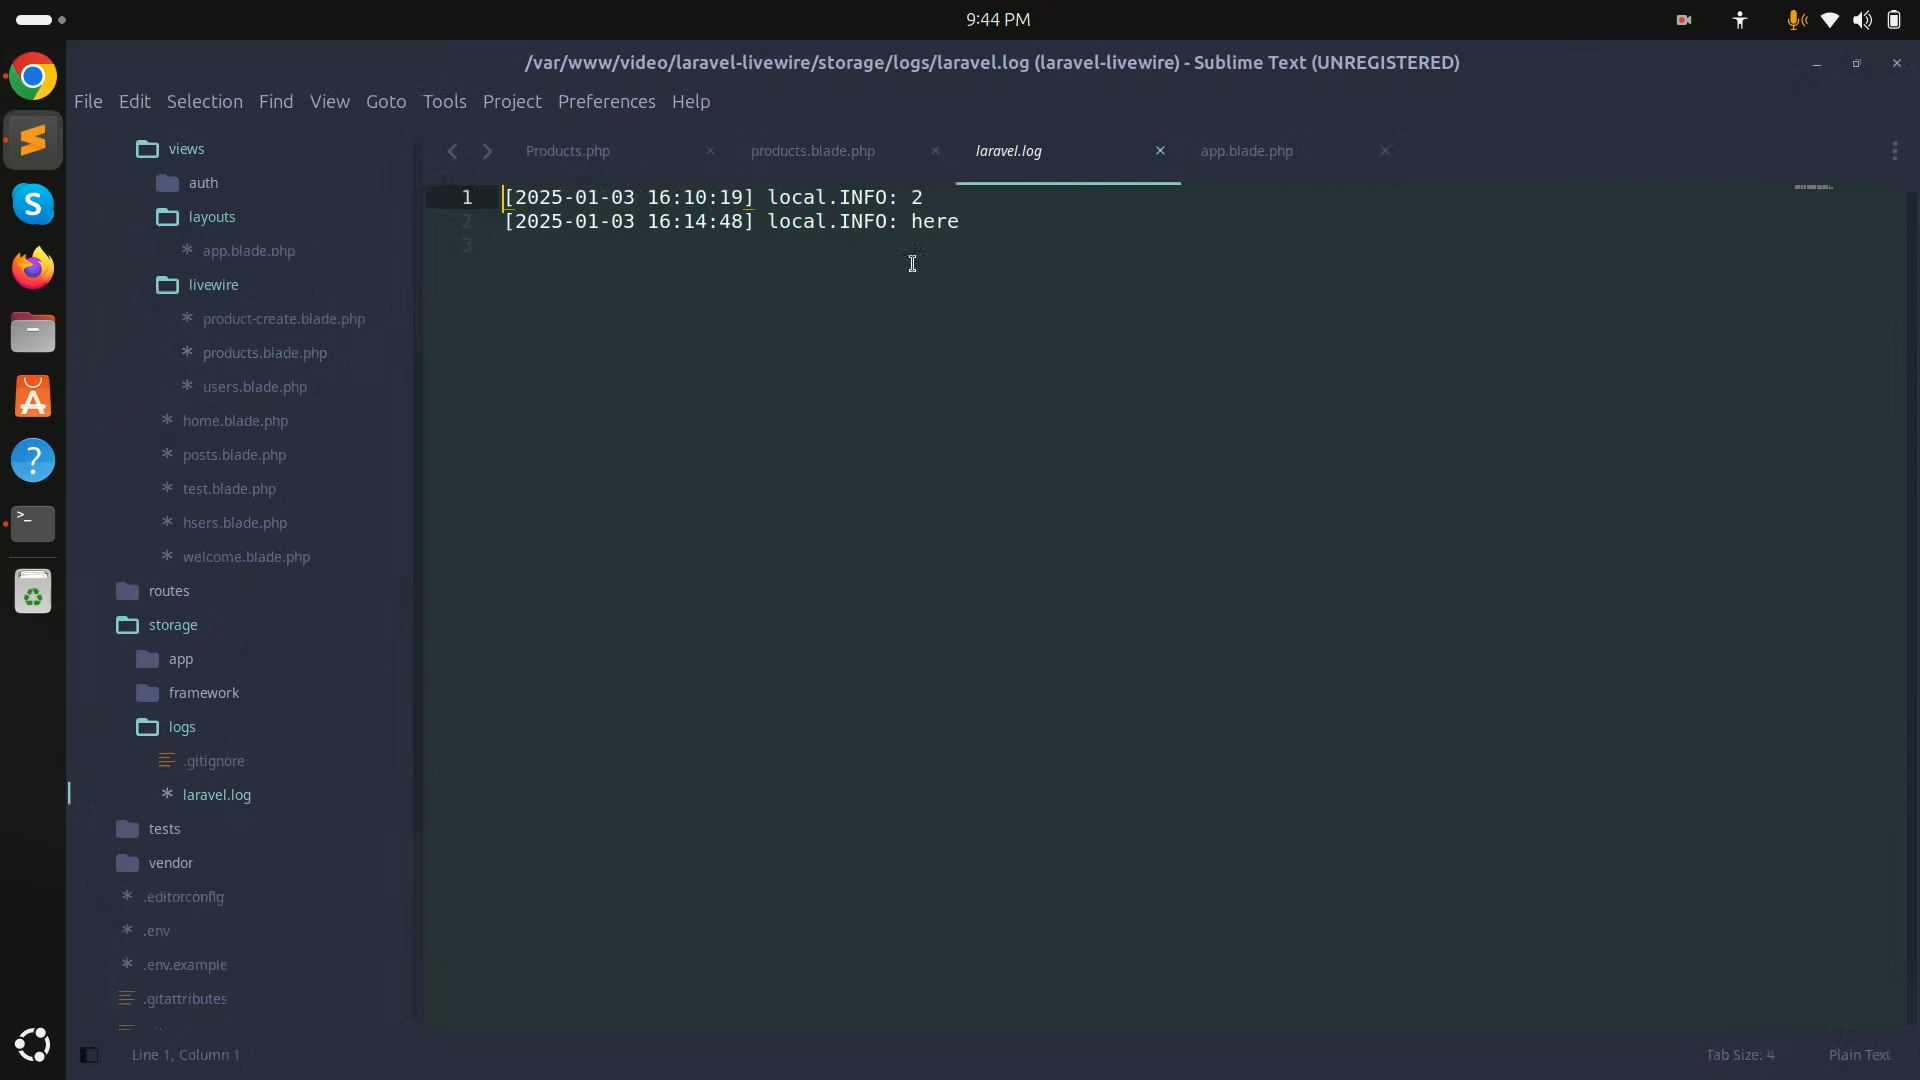 9:44 PM
/var/www/video/laravel-livewire/storage/logs/laravel.log (laravel-livewire) - Sublime Text (UNREGISTERED)
File Edit Selection Find View Goto Tools Project Preferences Help
Products.php products.blade.php laravel.log app.blade.php
views
auth
layouts
app.blade.php
livewire
product-create.blade.php
products.blade.php
users.blade.php
home.blade.php
posts.blade.php
test.blade.php
hsers.blade.php
welcome.blade.php
routes
storage
app
framework
logs
.gitignore
laravel.log
tests
vendor
.editorconfig
.env
.env.example
.gitattributes
1 [2025-01-03 16:10:19] local.INFO: 2
2 [2025-01-03 16:14:48] local.INFO: here
3
Line 1, Column 1
Tab Size: 4
Plain Text